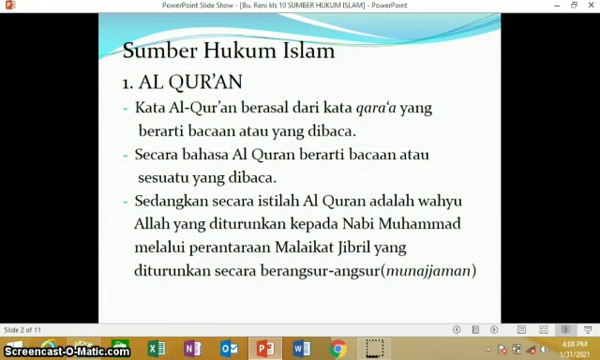 PowerPoint Slide Show - [Bu. Reni kls 10 SUMBER HUKUM ISLAM] - PowerPoint
Sumber Hukum Islam
1. AL QUR’AN
- Kata Al-Qur’an berasal dari kata qara‘a yang
berarti bacaan atau yang dibaca.
- Secara bahasa Al Quran berarti bacaan atau
sesuatu yang dibaca.
- Sedangkan secara istilah Al Quran adalah wahyu
Allah yang diturunkan kepada Nabi Muhammad
melalui perantaraan Malaikat Jibril yang
diturunkan secara berangsur-angsur(munajjaman)
Slide 2 of 11
4:08 PM
1/31/2021
Screencast-O-Matic.com